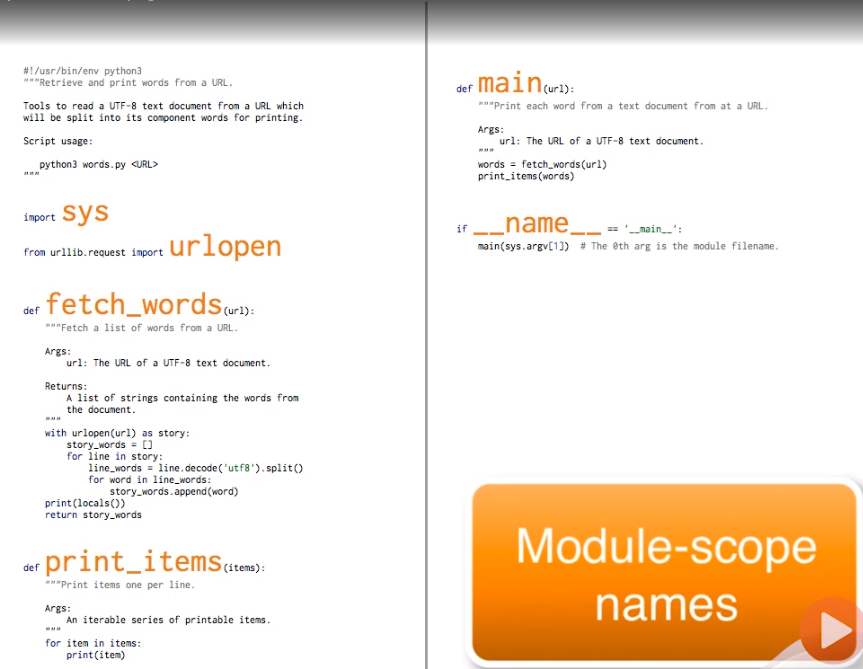 #!/usr/bin/env python3
"""Retrieve and print words from a URL.
Tools to read a UTF-8 text document from a URL which
will be split into its component words for printing.
Script usage:
python3 words.py <URL>
"""
import sys
from urllib.request import urlopen
def fetch_words(url):
"""Fetch a list of words from a URL.
Args:
url: The URL of a UTF-8 text document.
Returns:
A list of strings containing the words from
the document.
"""
with urlopen(url) as story:
story_words = []
for line in story:
line_words = line.decode('utf8').split()
for word in line_words:
story_words.append(word)
print(locals())
return story_words
def print_items(items):
"""Print items one per line.
Args:
An iterable series of printable items.
"""
for item in items:
print(item)
def main(url):
"""Print each word from a text document from at a URL.
Args:
url: The URL of a UTF-8 text document.
"""
words = fetch_words(url)
print_items(words)
if __name__ == '__main__':
main(sys.argv[1]) # The 0th arg is the module filename.
Module-scope
names